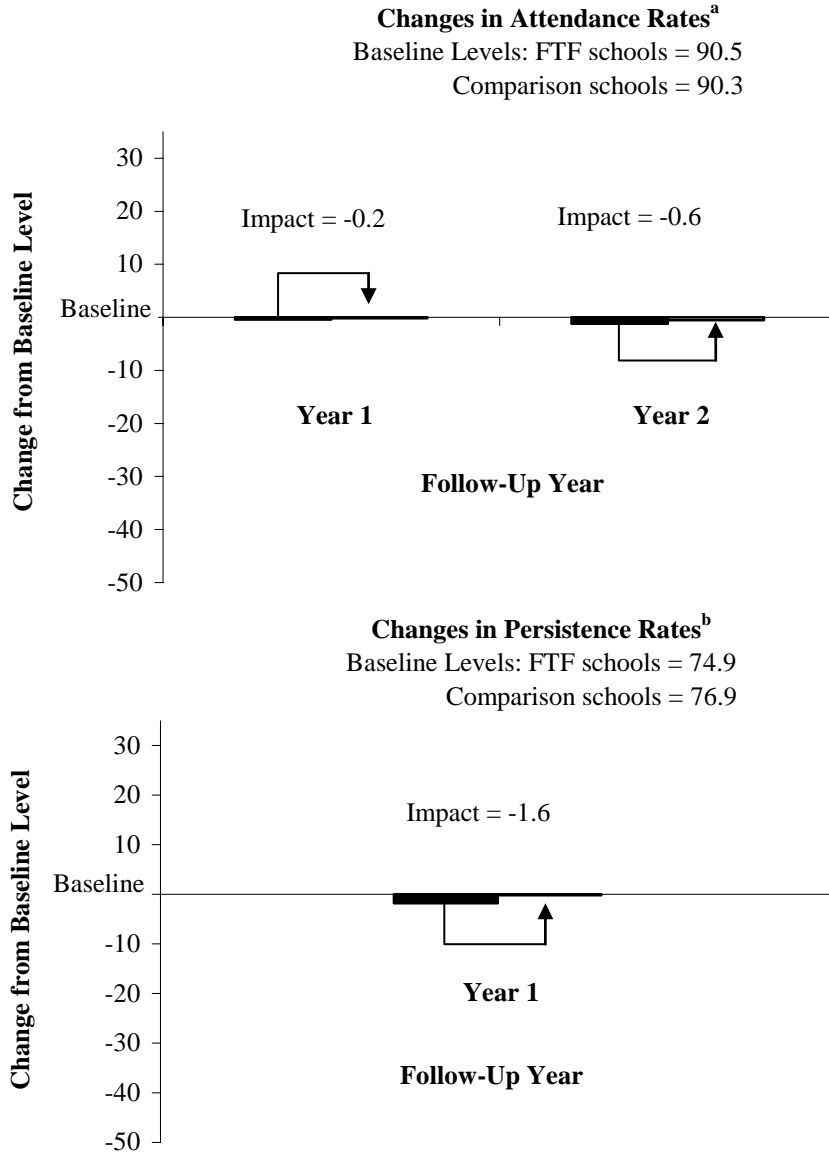 Changes in Attendance Ratesᵃ
Baseline Levels: FTF schools = 90.5
Comparison schools = 90.3
Change from Baseline Level
30
20
10
Baseline
-10
-20
-30
-40
-50
Impact = -0.2
Impact = -0.6
Year 1
Year 2
Follow-Up Year
Changes in Persistence Ratesᵇ
Baseline Levels: FTF schools = 74.9
Comparison schools = 76.9
Change from Baseline Level
30
20
10
Baseline
-10
-20
-30
-40
-50
Impact = -1.6
Year 1
Follow-Up Year